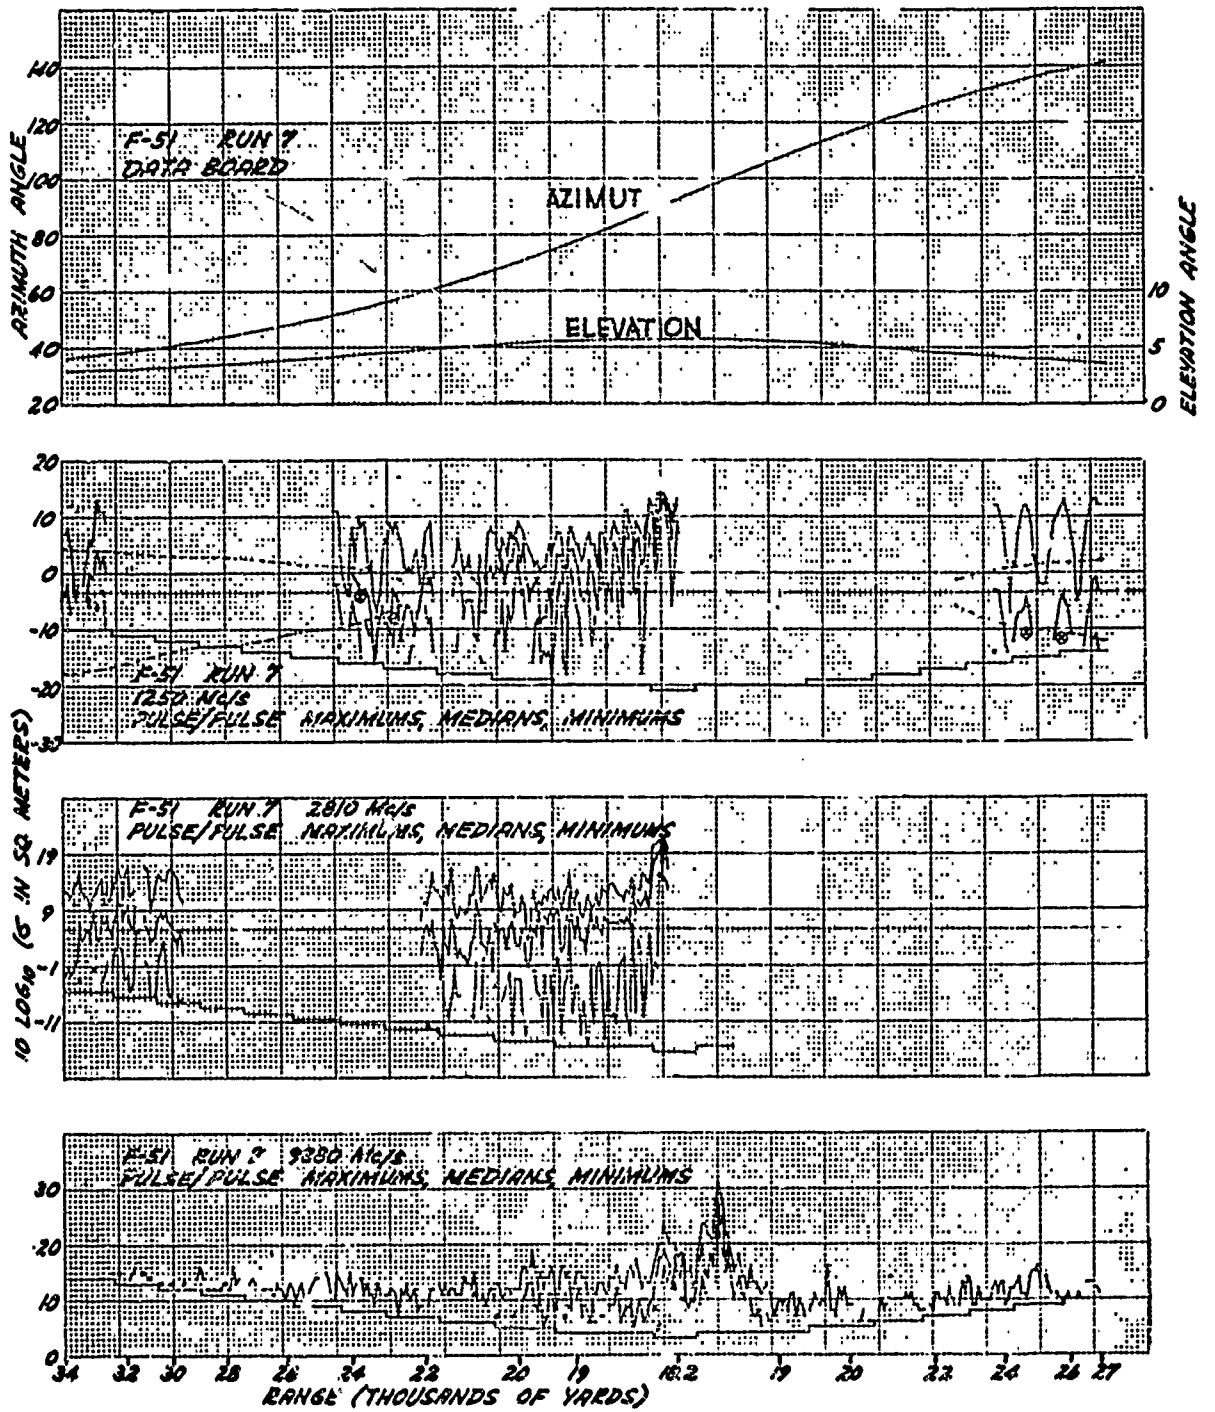 140
120
100
80
60
40
20
AZIMUTH ANGLE
F-51 RUN 7
DATA BOARD
AZIMUT
ELEVATION
10
5
0
ELEVATION ANGLE
20
10
0
-10
-20
-30
F-51 RUN 7
1250 Mc/s
PULSE/PULSE MAXIMUMS, MEDIANS, MINIMUMS
10 LOG10 (σ IN SQ METERS)
F-51 RUN 7 2810 Mc/s
PULSE/PULSE MAXIMUMS, MEDIANS, MINIMUMS
19
9
-1
-11
F-51 RUN 7 9380 Mc/s
PULSE/PULSE MAXIMUMS, MEDIANS, MINIMUMS
30
20
10
0
34 32 30 28 26 24 22 20 19 18.2 19 20 22 24 26 27
RANGE (THOUSANDS OF YARDS)